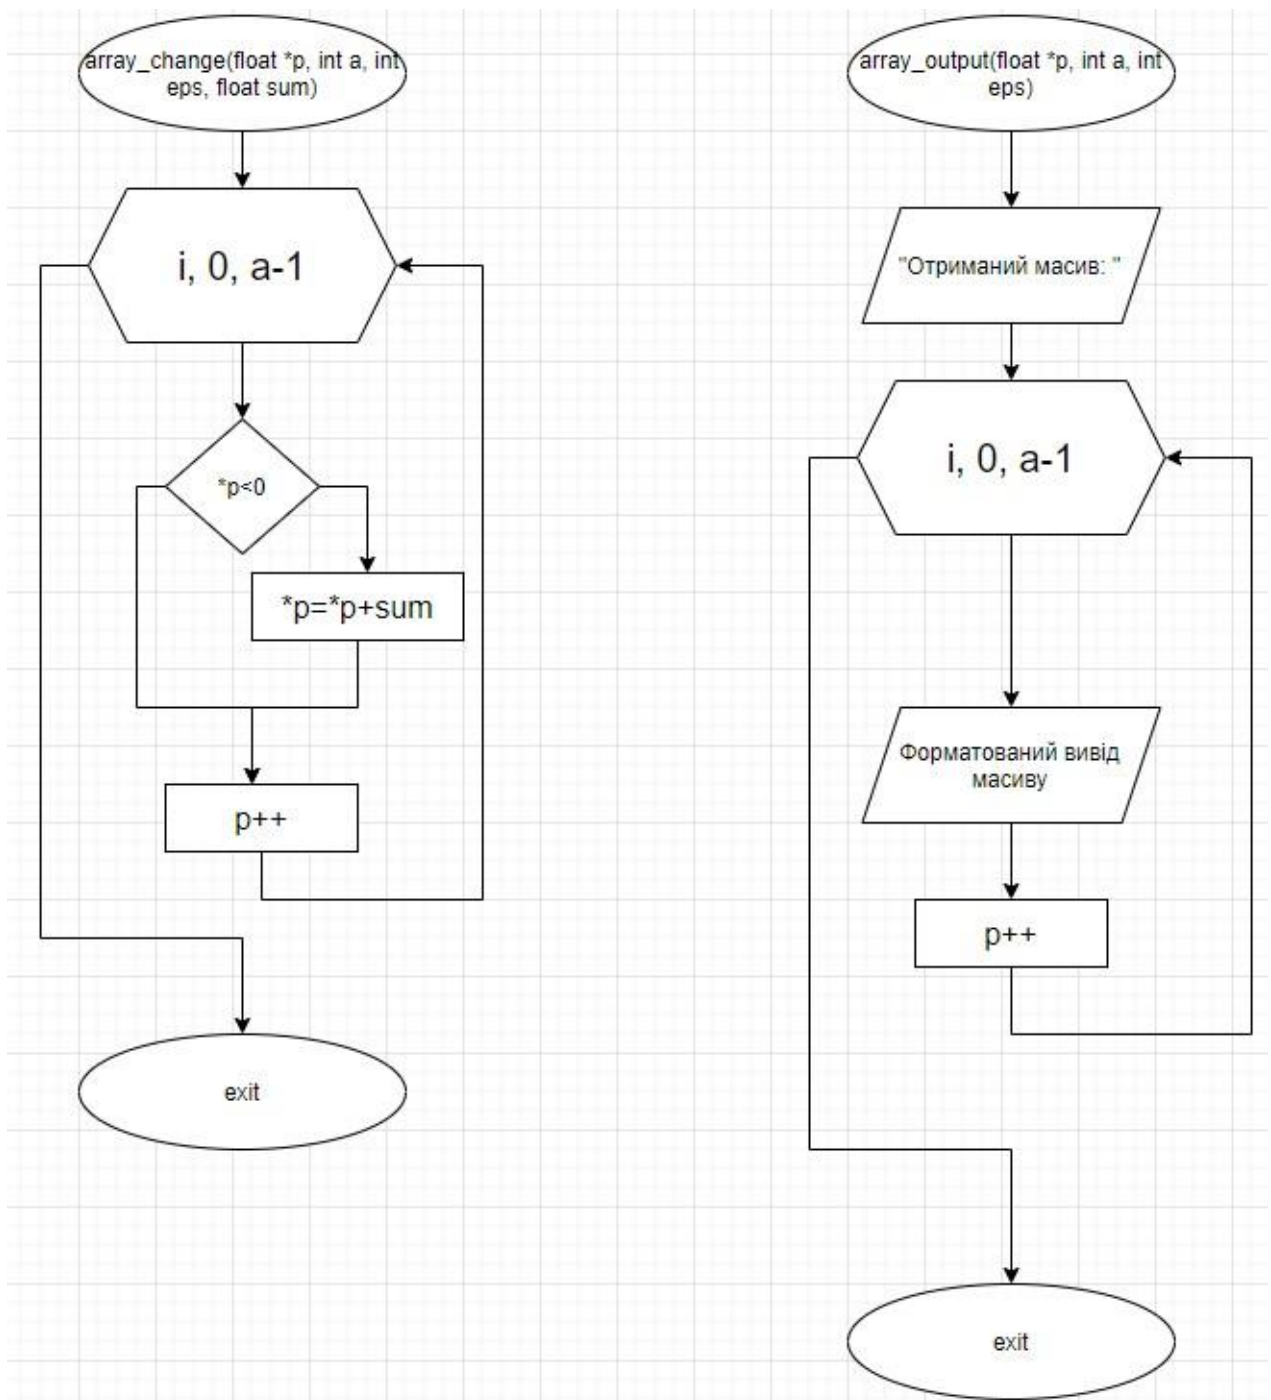 array_change(float *p, int a, int
eps, float sum)
i, 0, a-1
*p<0
*p=*p+sum
p++
exit
array_output(float *p, int a, int
eps)
"Отриманий масив: "
i, 0, a-1
Форматований вивід
масиву
p++
exit